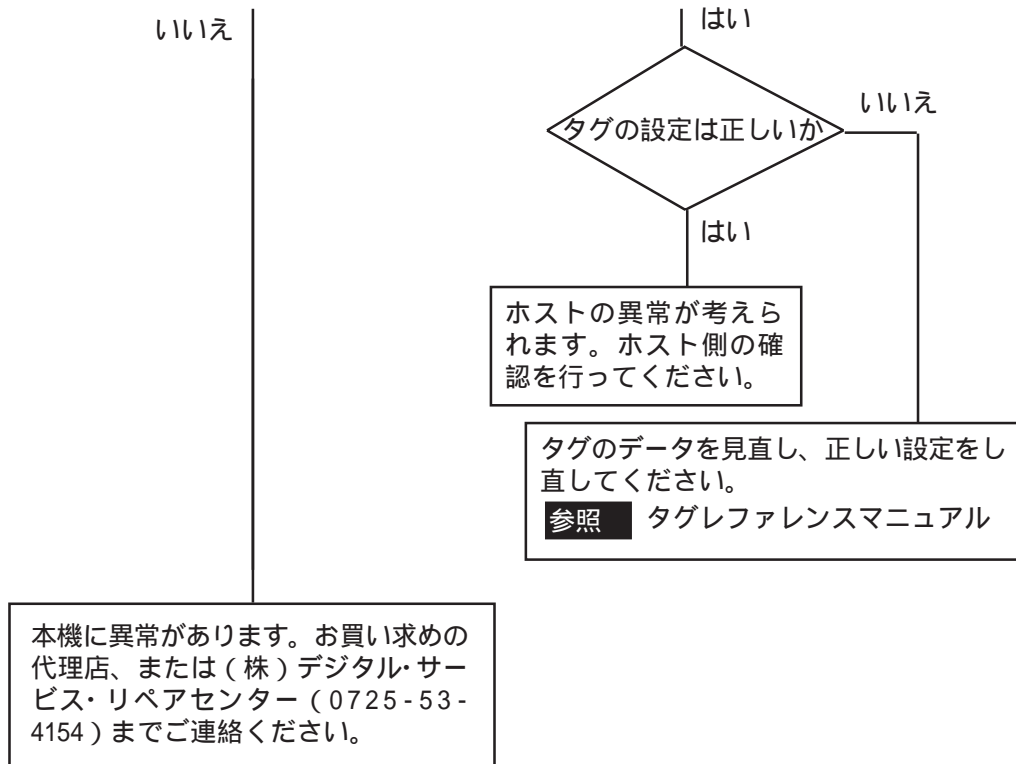 いいえ
はい
タグの設定は正しいか
いいえ
はい
ホストの異常が考えら
れます。ホスト側の確
認を行ってください。
タグのデータを見直し、正しい設定をし
直してください。
参照 タグレファレンスマニュアル
本機に異常があります。お買い求めの
代理店、または(株)デジタル・サー
ビス・リペアセンター(0725-53-
4154)までご連絡ください。